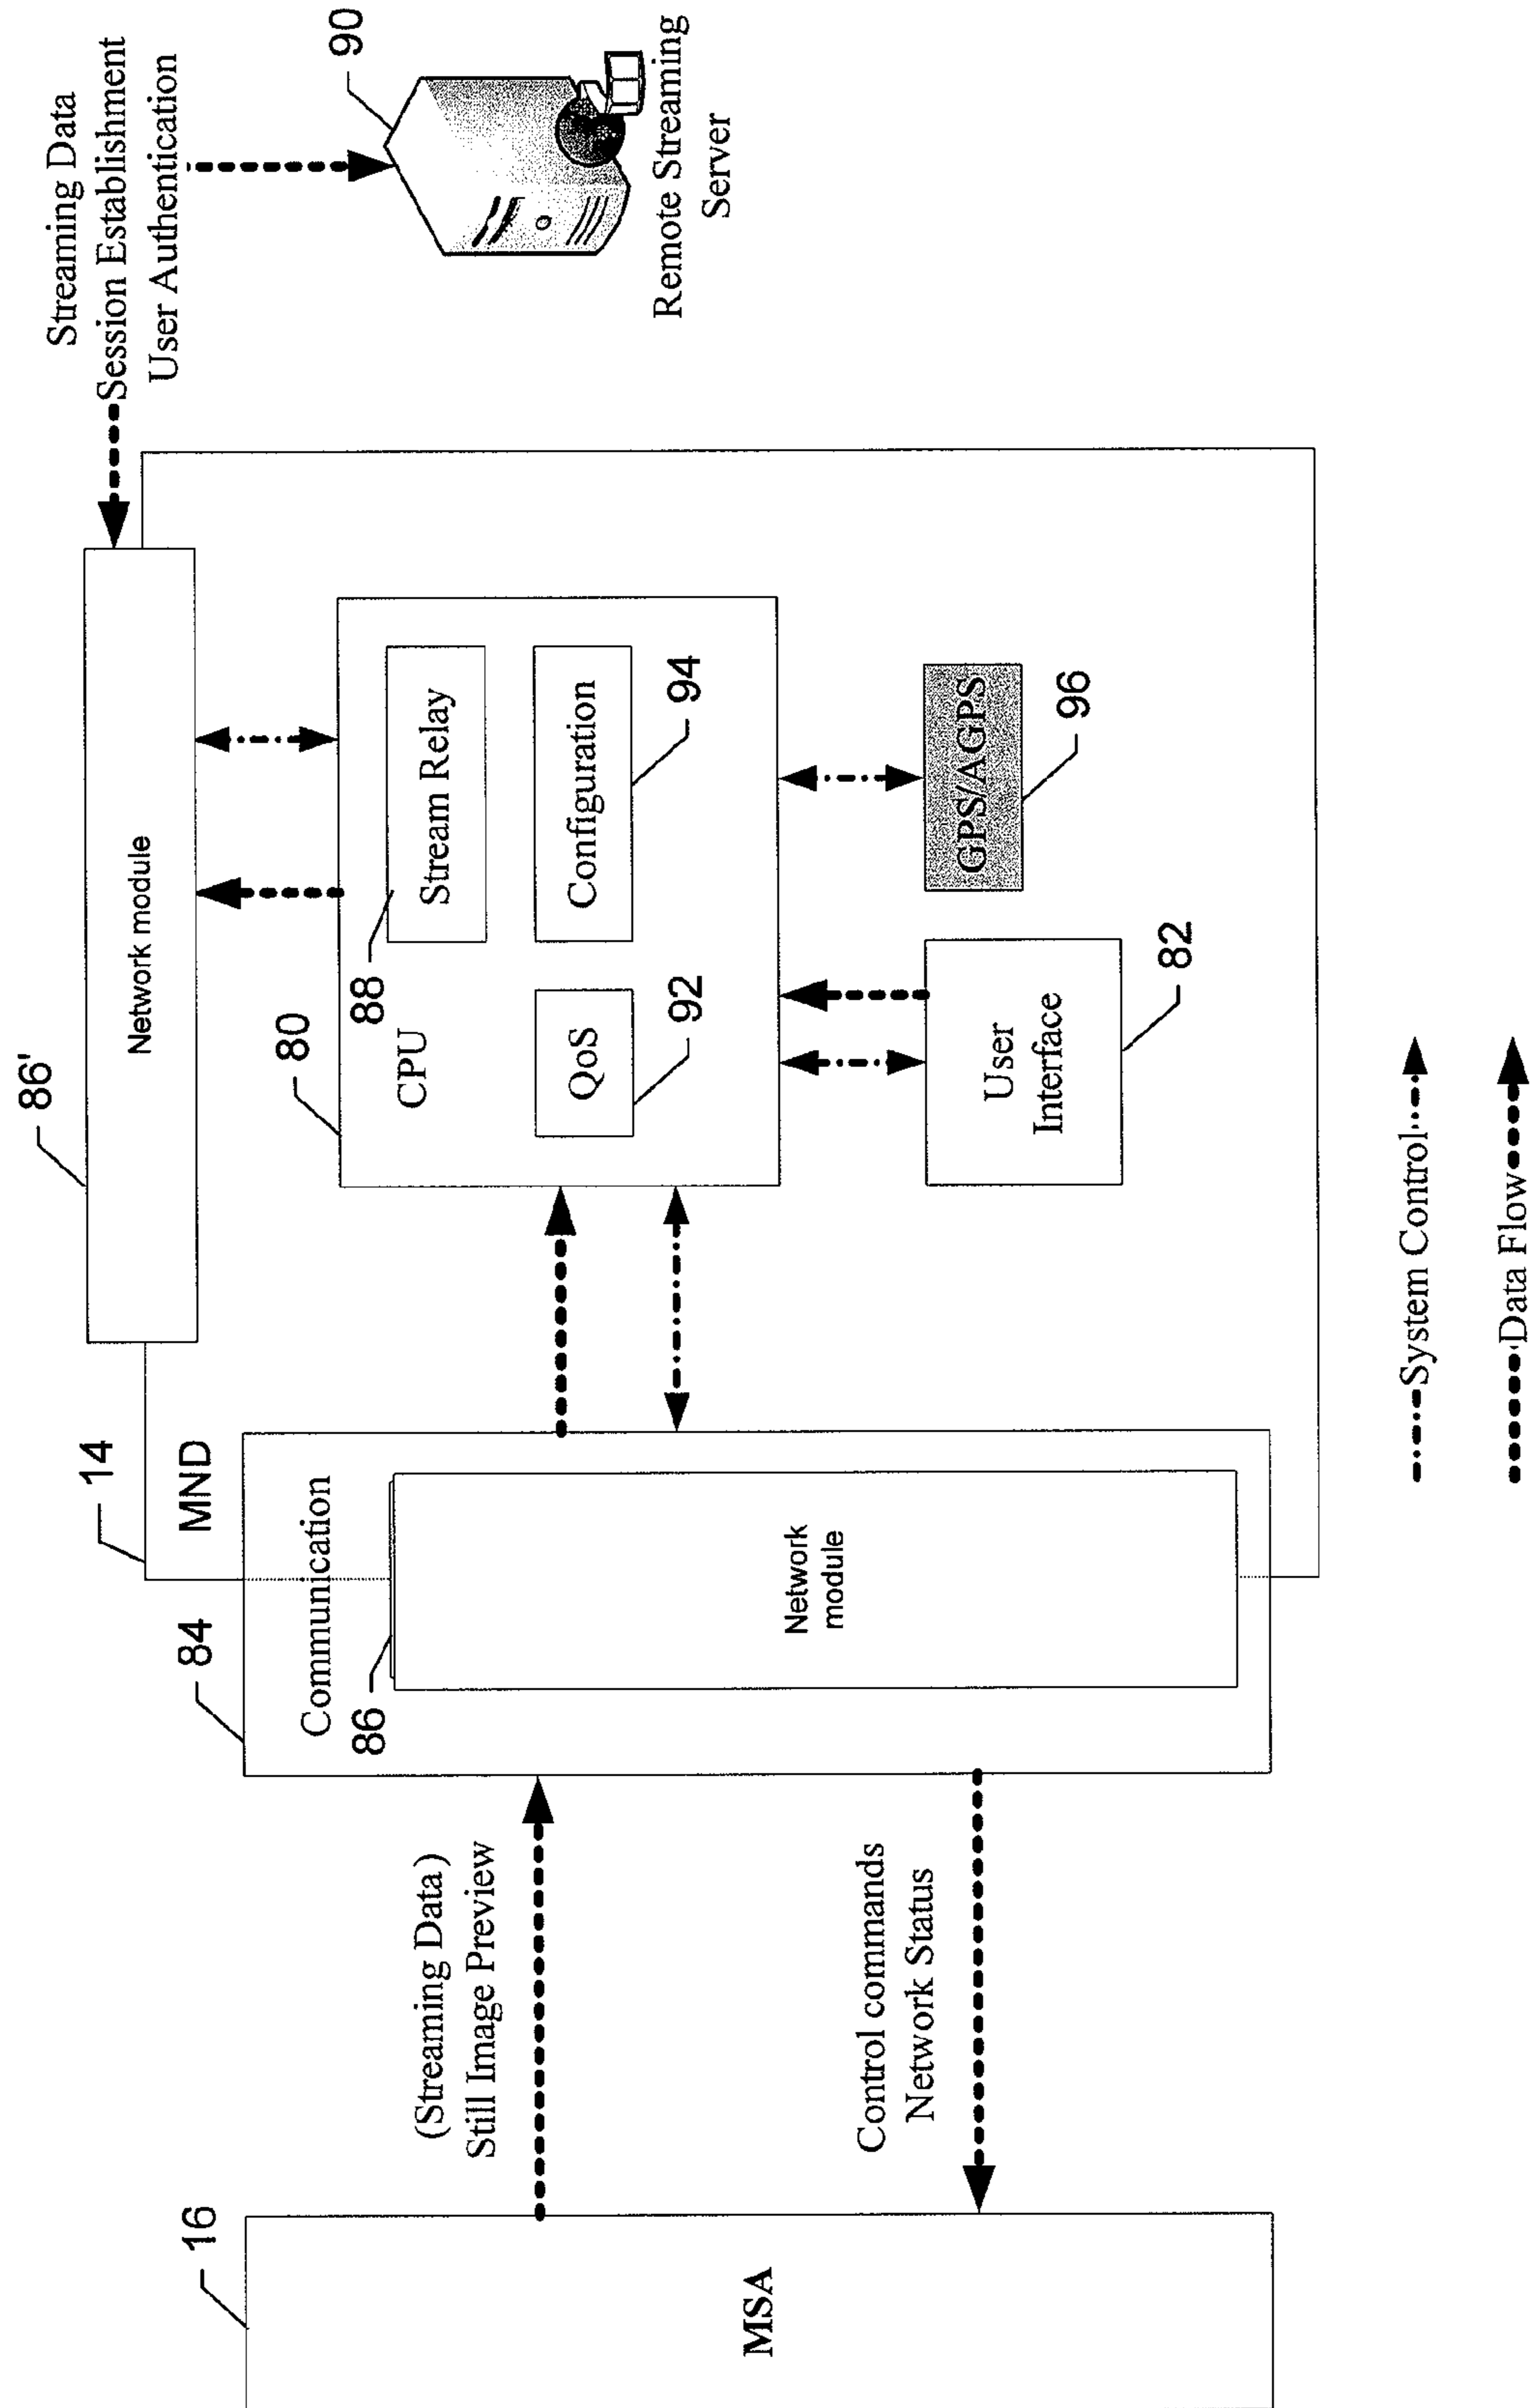 16
MSA
(Streaming Data)
Still Image Preview
Control commands
Network Status
84
Communication
86
Network
module
14
MND
86'
Network module
80
CPU
88
Stream Relay
QoS
92
Configuration
94
User
Interface
82
GPS/AGPS
96
Streaming Data
Session Establishment
User Authentication
90
Remote Streaming
Server
System Control
Data Flow